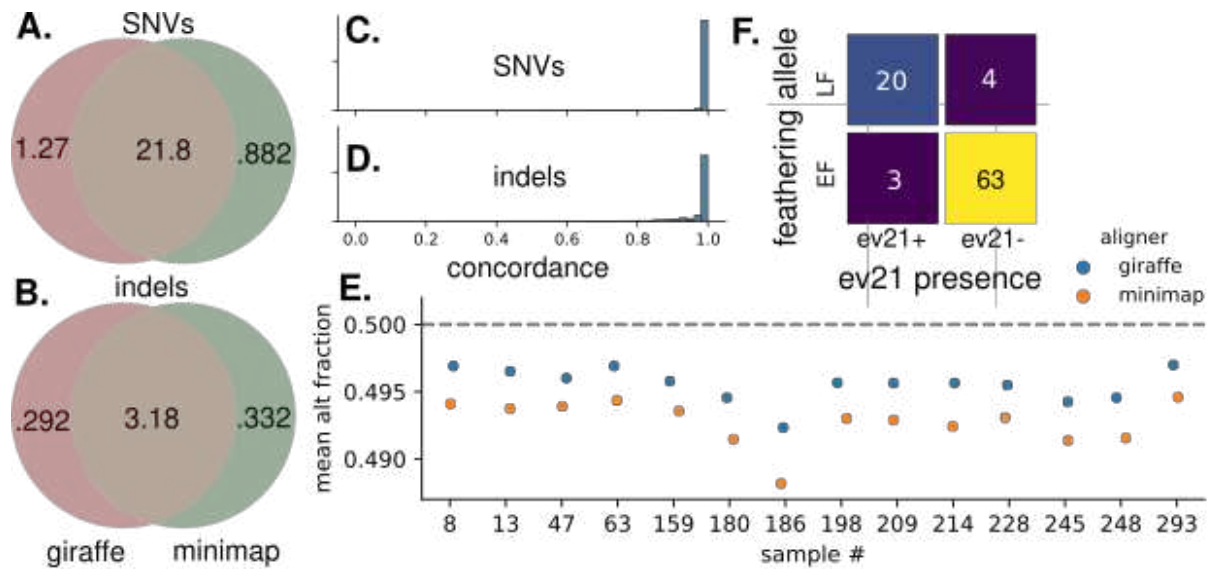 A.
SNVs
1.27
21.8
.882
B.
indels
.292
3.18
.332
giraffe
minimap
C.
SNVs
D.
indels
0.0
0.2
0.4
0.6
0.8
1.0
concordance
F.
feathering allele
LF
EF
20
4
3
63
ev21+
ev21-
ev21 presence
aligner
giraffe
minimap
E.
mean alt fraction
0.500
0.495
0.490
8
13
47
63
159
180
186
198
209
214
228
245
248
293
sample #